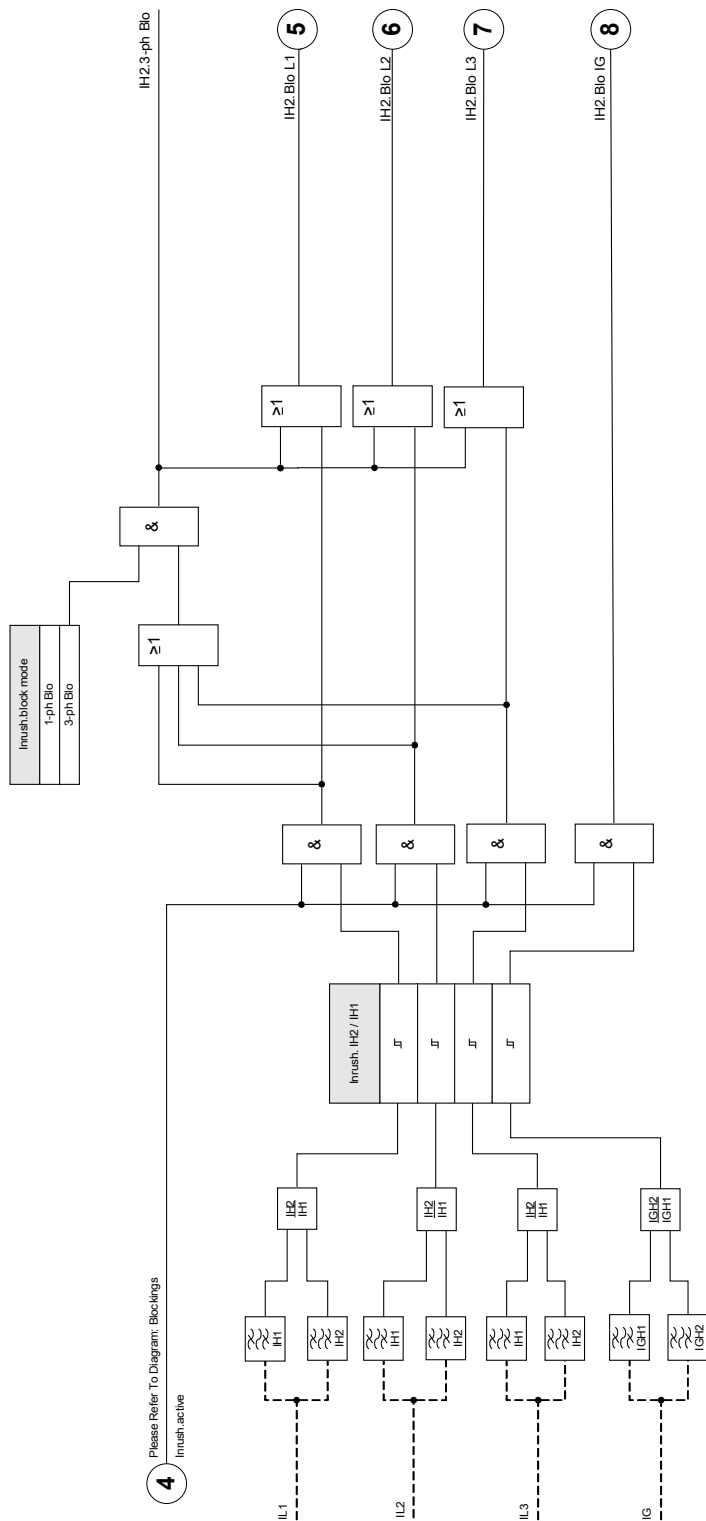 4
Please Refer To Diagram: Blockings
Inrush.active
IL1
IL2
IL3
IG
IH1
IH2
IH1
IH2
IH1
IH2
IGH1
IGH2
IH2
IH1
IH2
IH1
IH2
IH1
IGH2
IGH1
Inrush. IH2 / IH1
&
&
&
&
Inrush.block mode
1-ph Blo
3-ph Blo
≥1
&
≥1
≥1
≥1
IH2.3-ph Blo
IH2.Blo L1
5
IH2.Blo L2
6
IH2.Blo L3
7
IH2.Blo IG
8